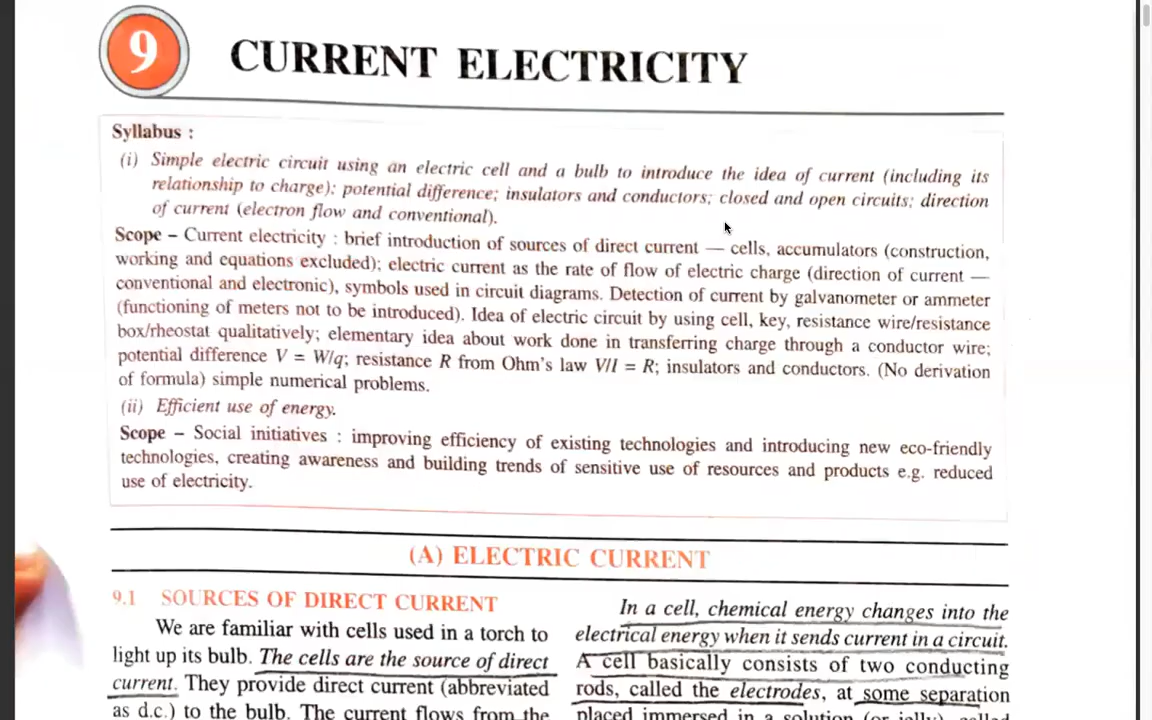 9
CURRENT ELECTRICITY
Syllabus :
(i) Simple electric circuit using an electric cell and a bulb to introduce the idea of current (including its
relationship to charge); potential difference; insulators and conductors; closed and open circuits; direction
of current (electron flow and conventional).
Scope – Current electricity : brief introduction of sources of direct current — cells, accumulators (construction,
working and equations excluded); electric current as the rate of flow of electric charge (direction of current —
conventional and electronic), symbols used in circuit diagrams. Detection of current by galvanometer or ammeter
(functioning of meters not to be introduced). Idea of electric circuit by using cell, key, resistance wire/resistance
box/rheostat qualitatively; elementary idea about work done in transferring charge through a conductor wire;
potential difference V = W/q; resistance R from Ohm's law V/I = R; insulators and conductors. (No derivation
of formula) simple numerical problems.
(ii) Efficient use of energy.
Scope – Social initiatives : improving efficiency of existing technologies and introducing new eco-friendly
technologies, creating awareness and building trends of sensitive use of resources and products e.g. reduced
use of electricity.
(A) ELECTRIC CURRENT
9.1 SOURCES OF DIRECT CURRENT
We are familiar with cells used in a torch to
light up its bulb. The cells are the source of direct
current. They provide direct current (abbreviated
as d.c.) to the bulb. The current flows from the
In a cell, chemical energy changes into the
electrical energy when it sends current in a circuit.
A cell basically consists of two conducting
rods, called the electrodes, at some separation
placed immersed in a solution (or jelly), called